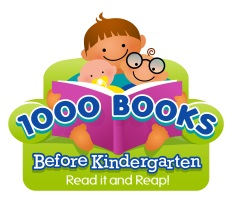 1000 BOOKS
Before Kindergarten
Read it and Reap!